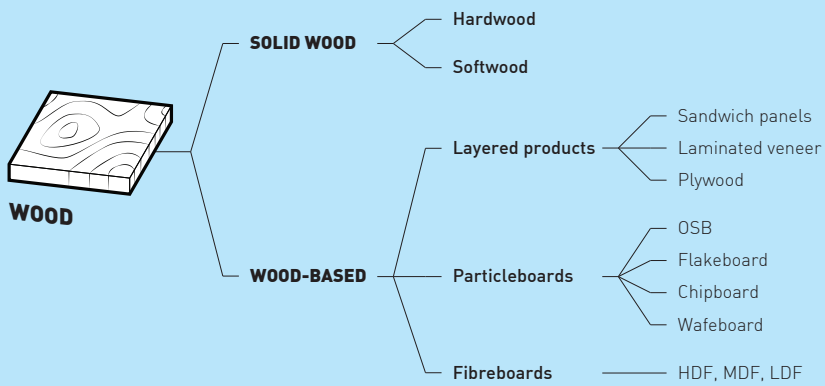 WOOD
SOLID WOOD
Hardwood
Softwood
WOOD-BASED
Layered products
Sandwich panels
Laminated veneer
Plywood
Particleboards
OSB
Flakeboard
Chipboard
Wafeboard
Fibreboards
HDF, MDF, LDF